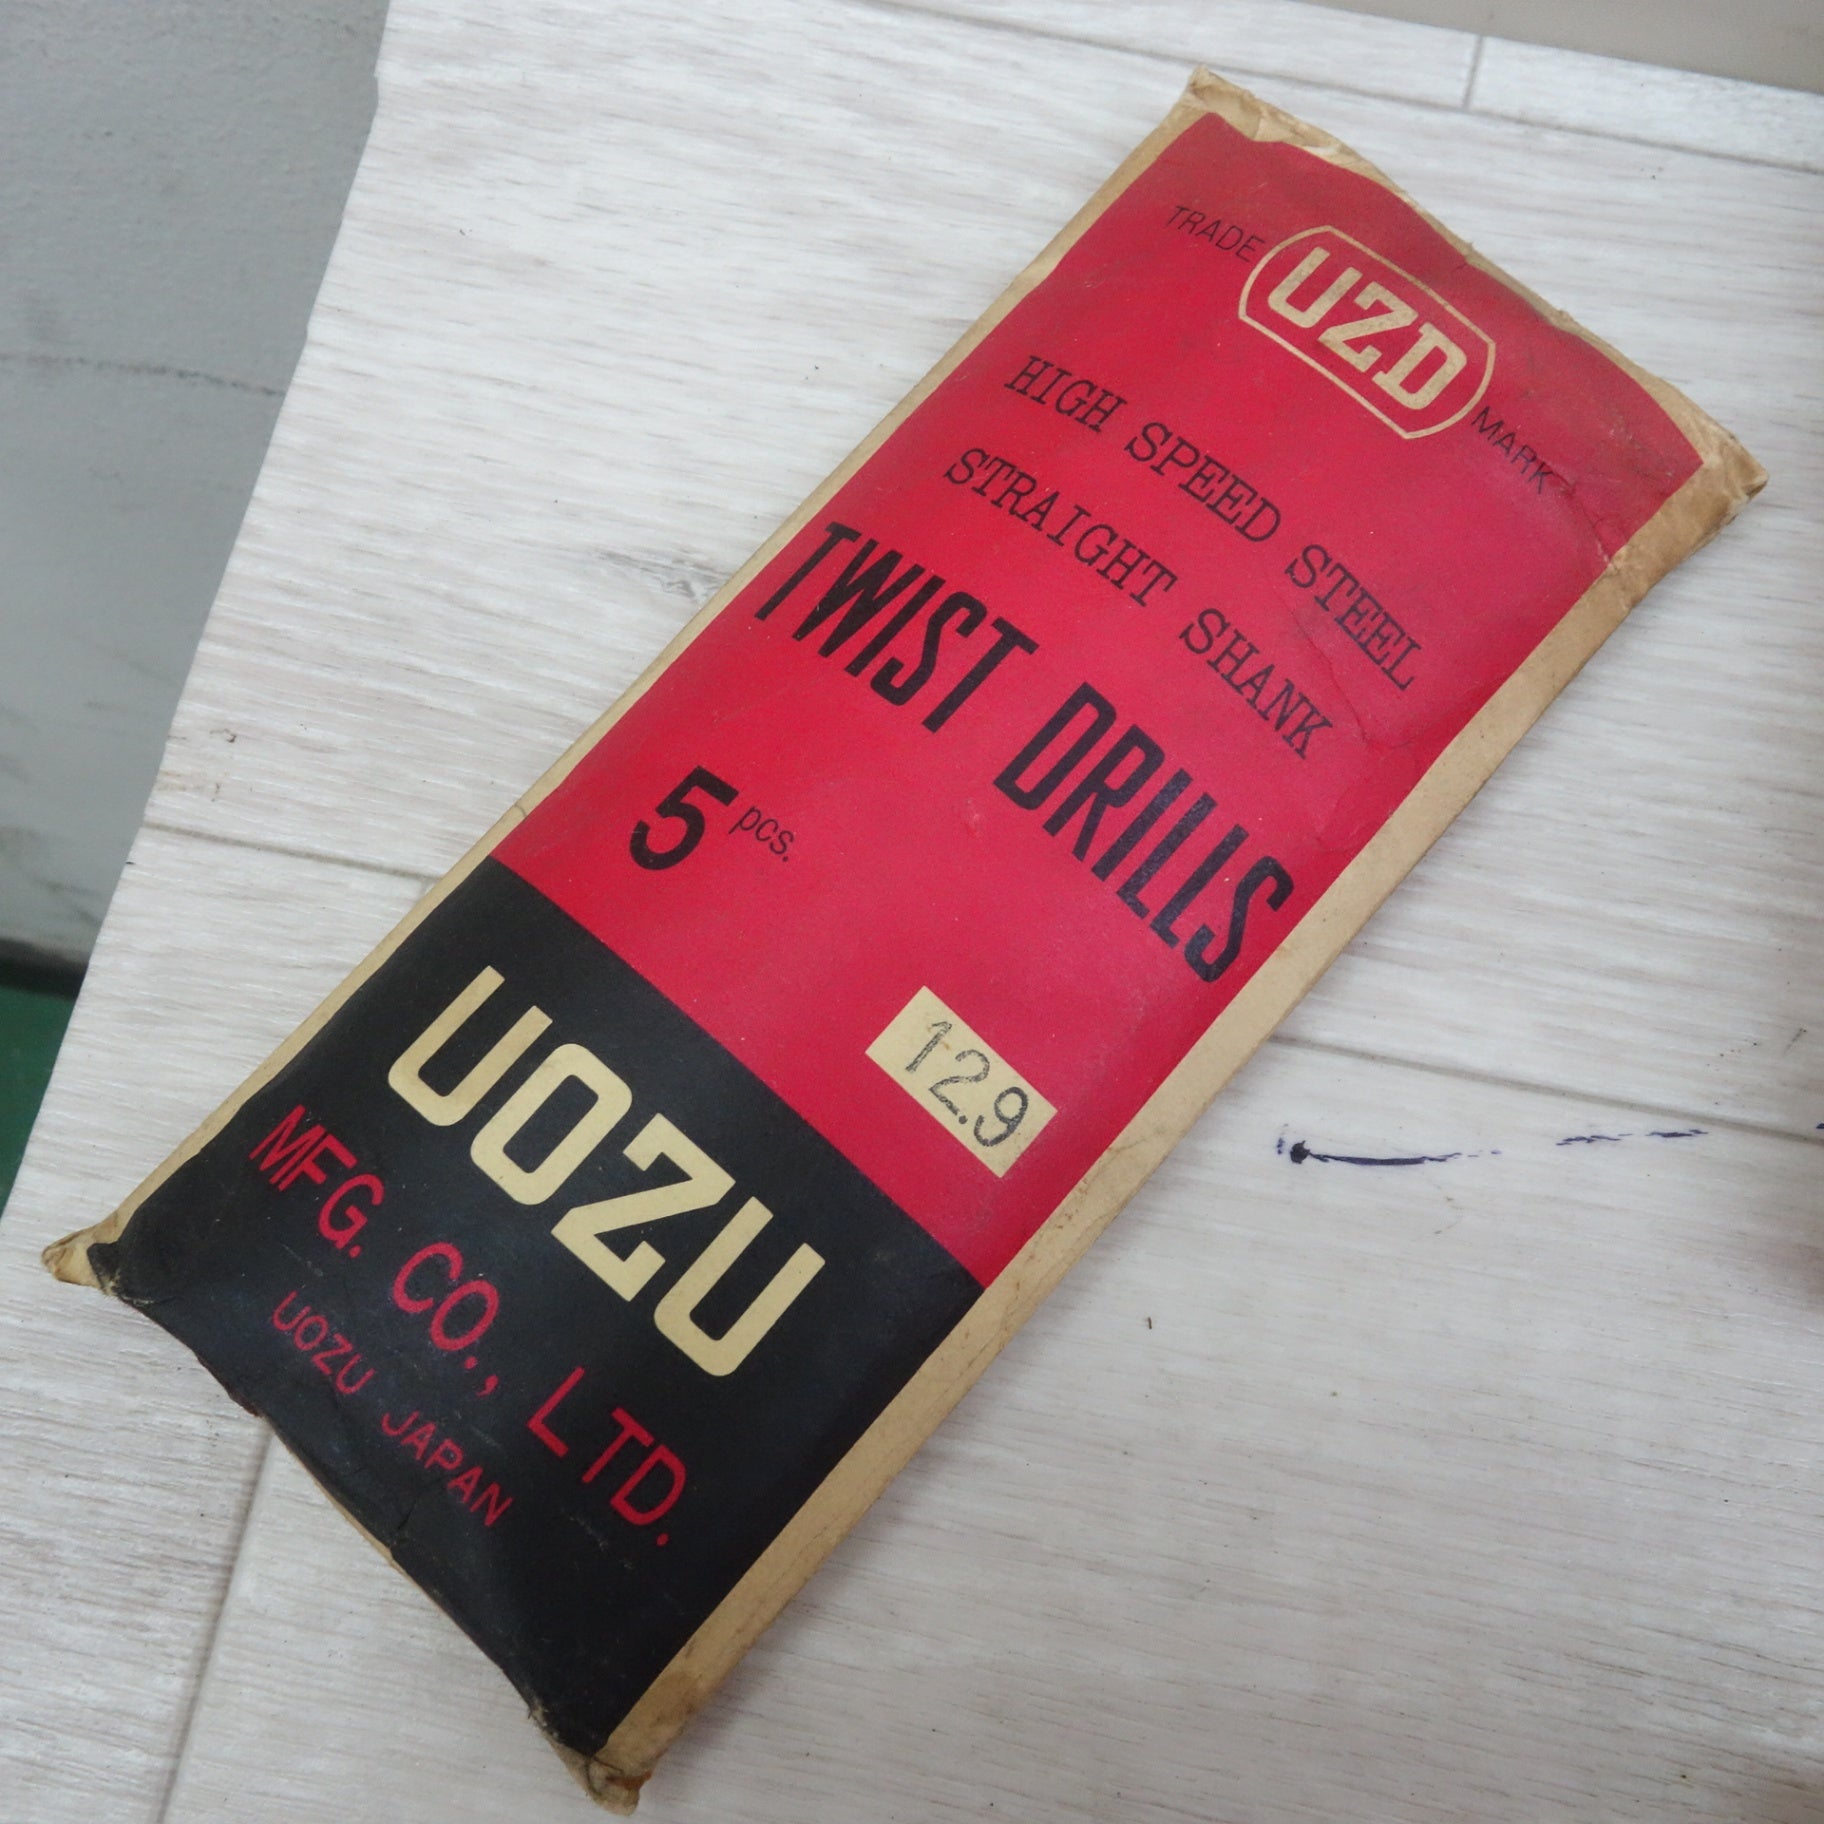 TRADE UZD MARK
HIGH SPEED STEEL
STRAIGHT SHANK
TWIST DRILLS
5 pcs.
12.9
UOZU
MFG. CO., LTD.
UOZU JAPAN